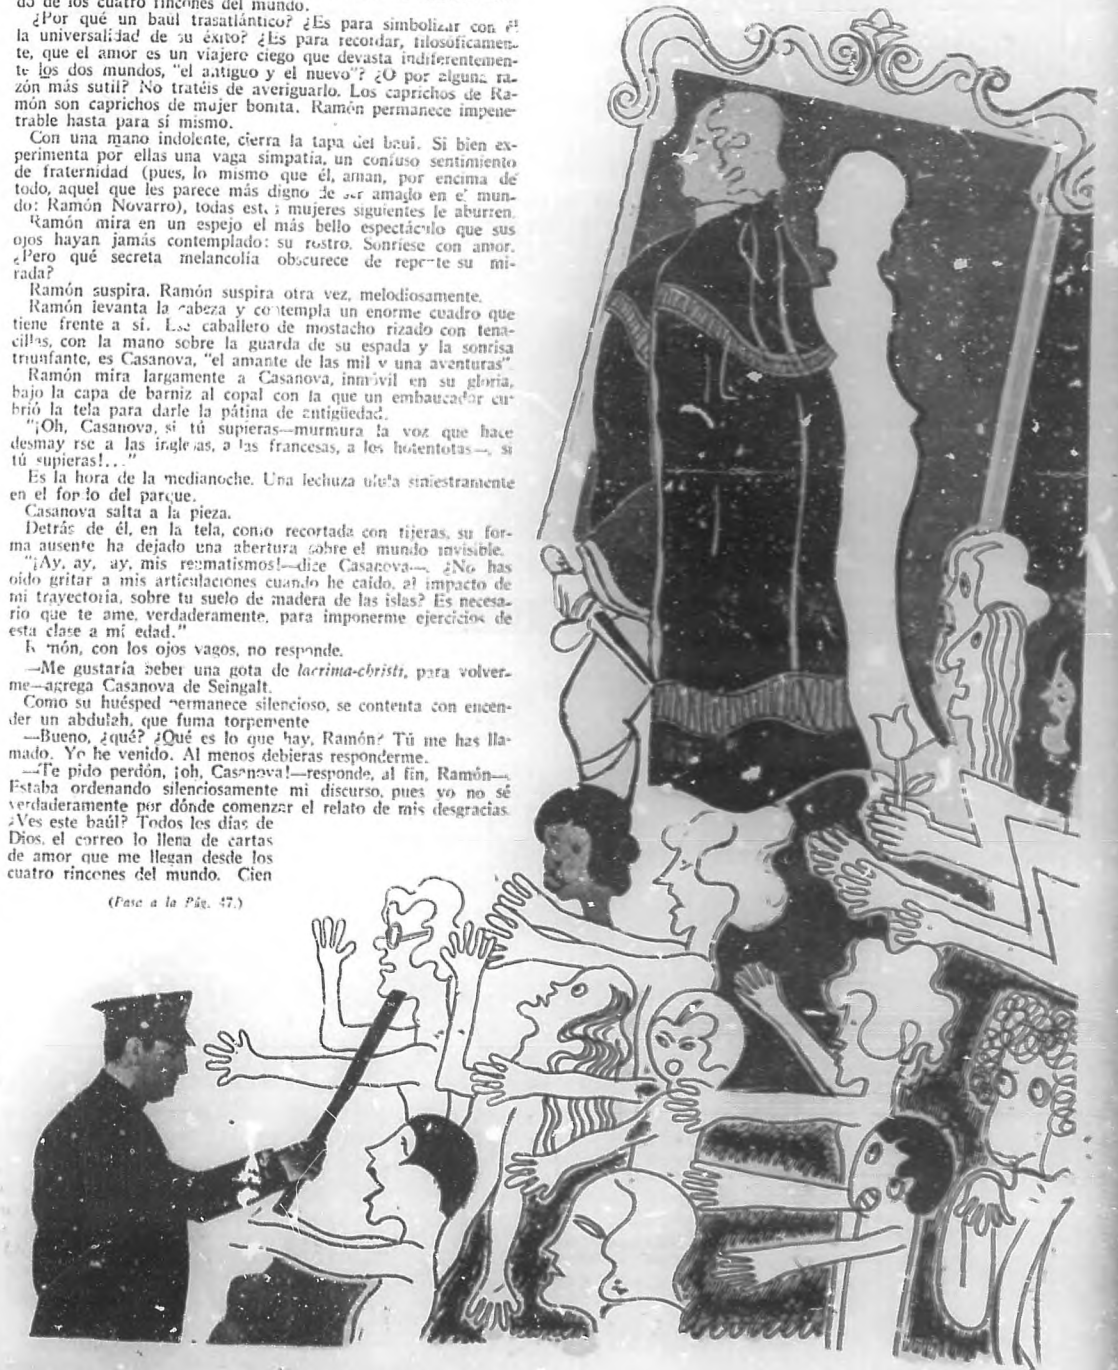 do de los cuatro rincones del mundo.
¿Por qué un baúl trasatlántico? ¿Es para simbolizar con él
la universalidad de su éxito? ¿Es para recordar, filosóficamen-
te, que el amor es un viajero ciego que devasta indiferentemen-
te los dos mundos, "el antiguo y el nuevo"? ¿O por alguna ra-
zón más sutil? No tratéis de averiguarlo. Los caprichos de Ra-
món son caprichos de mujer bonita. Ramón permanece impene-
trable hasta para sí mismo.
Con una mano indolente, cierra la tapa del baul. Si bien ex-
perimenta por ellas una vaga simpatía, un confuso sentimiento
de fraternidad (pues, lo mismo que él, aman, por encima de
todo, aquel que les parece más digno de ser amado en el mun-
do: Ramón Novarro), todas estas mujeres siguientes le aburren.
Ramón mira en un espejo el más bello espectáculo que sus
ojos hayan jamás contemplado: su rostro. Sonríese con amor.
¿Pero qué secreta melancolía obscurece de repente su mi-
rada?
Ramón suspira. Ramón suspira otra vez, melodiosamente.
Ramón levanta la cabeza y contempla un enorme cuadro que
tiene frente a sí. Ese caballero de mostacho rizado con tena-
cillas, con la mano sobre la guarda de su espada y la sonrisa
triunfante, es Casanova, "el amante de las mil y una aventuras".
Ramón mira largamente a Casanova, inmóvil en su gloria,
bajo la capa de barniz al copal con la que un embaucador cu-
brió la tela para darle la pátina de antigüedad.
"¡Oh, Casanova, si tú supieras—murmura la voz que hace
desmayarse a las inglesas, a las francesas, a los hotentotas—, si
tú supieras!..."
Es la hora de la medianoche. Una lechuza ulula siniestramente
en el fondo del parque.
Casanova salta a la pieza.
Detrás de él, en la tela, como recortada con tijeras, su for-
ma ausente ha dejado una abertura sobre el mundo invisible.
"¡Ay, ay, ay, mis reumatismos!—dice Casanova—. ¿No has
oído gritar a mis articulaciones cuando he caído, al impacto de
mi trayectoria, sobre tu suelo de madera de las islas? Es necesa-
rio que te ame, verdaderamente, para imponerme ejercicios de
esta clase a mi edad."
Ramón, con los ojos vagos, no responde.
—Me gustaría beber una gota de lacrima-christi, para volver-
me—agrega Casanova de Seingalt.
Como su huésped permanece silencioso, se contenta con encen-
der un abdulah, que fuma torpemente
—Bueno, ¿qué? ¿Qué es lo que hay, Ramón? Tú me has lla-
mado. Yo he venido. Al menos debieras responderme.
—Te pido perdón, ¡oh, Casanova!—responde, al fin, Ramón—.
Estaba ordenando silenciosamente mi discurso, pues yo no sé
verdaderamente por dónde comenzar el relato de mis desgracias.
¿Ves este baúl? Todos los días de
Dios, el correo lo llena de cartas
de amor que me llegan desde los
cuatro rincones del mundo. Cien
(Pase a la Pág. 47.)